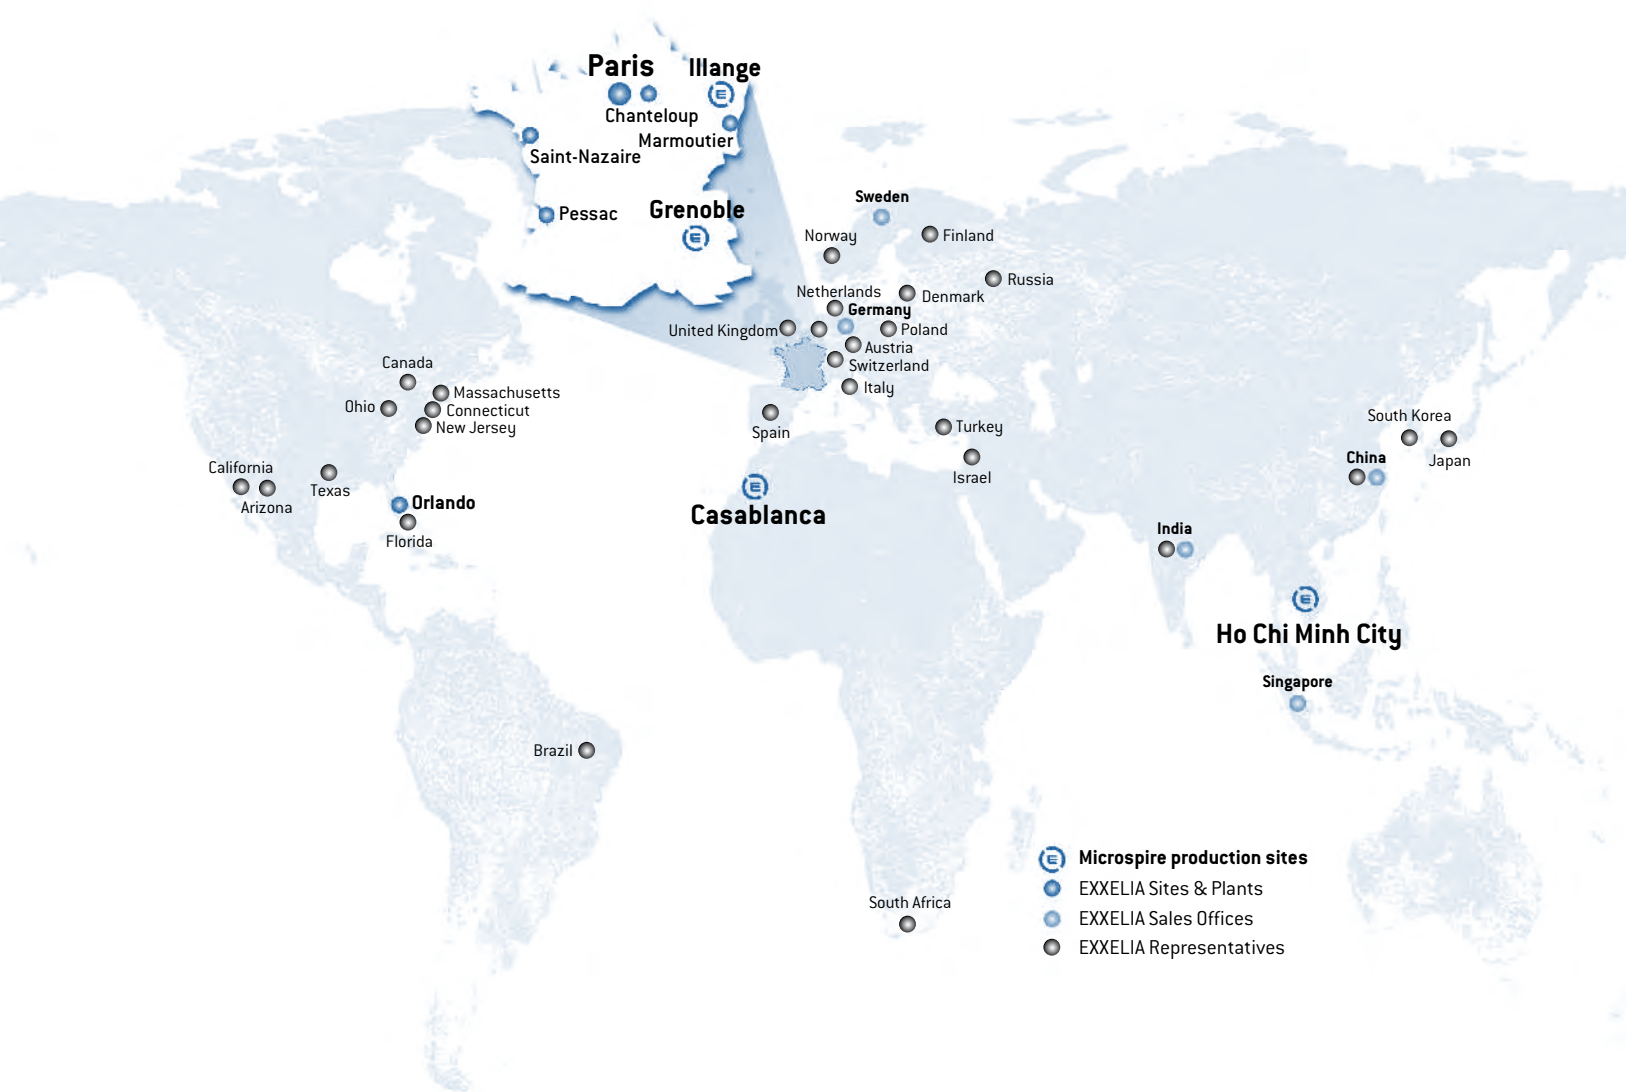 Paris
Illange
Chanteloup
Marmoutier
Saint-Nazaire
Pessac
Grenoble
Sweden
Norway
Finland
Russia
Netherlands
Denmark
Germany
United Kingdom
Poland
Austria
Switzerland
Italy
Spain
Turkey
Israel
Canada
Massachusetts
Ohio
Connecticut
New Jersey
California
Arizona
Texas
Orlando
Florida
Casablanca
South Korea
Japan
China
India
Ho Chi Minh City
Singapore
Brazil
South Africa
Microspire production sites
EXXELIA Sites & Plants
EXXELIA Sales Offices
EXXELIA Representatives